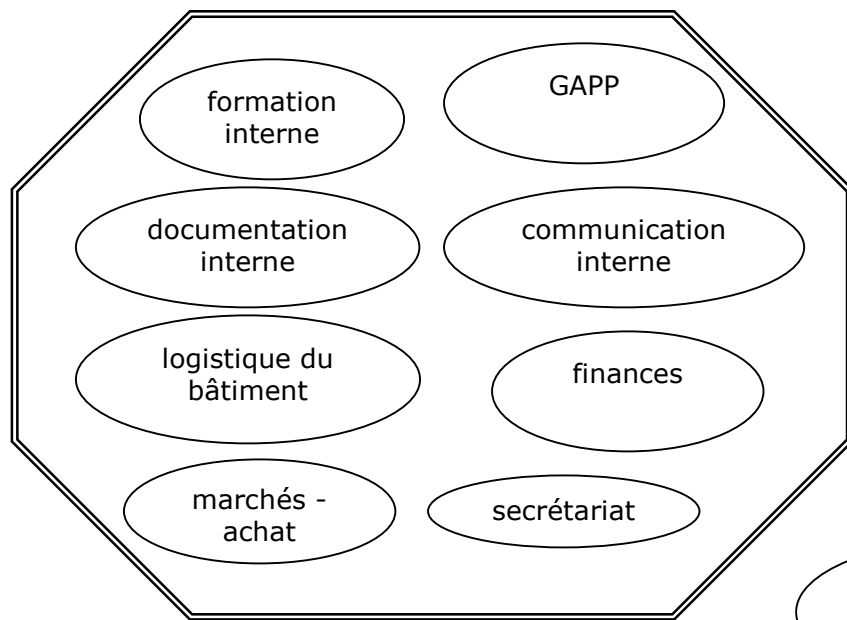 formation
interne
GAPP
documentation
interne
communication
interne
logistique du
bâtiment
finances
marchés -
achat
secrétariat